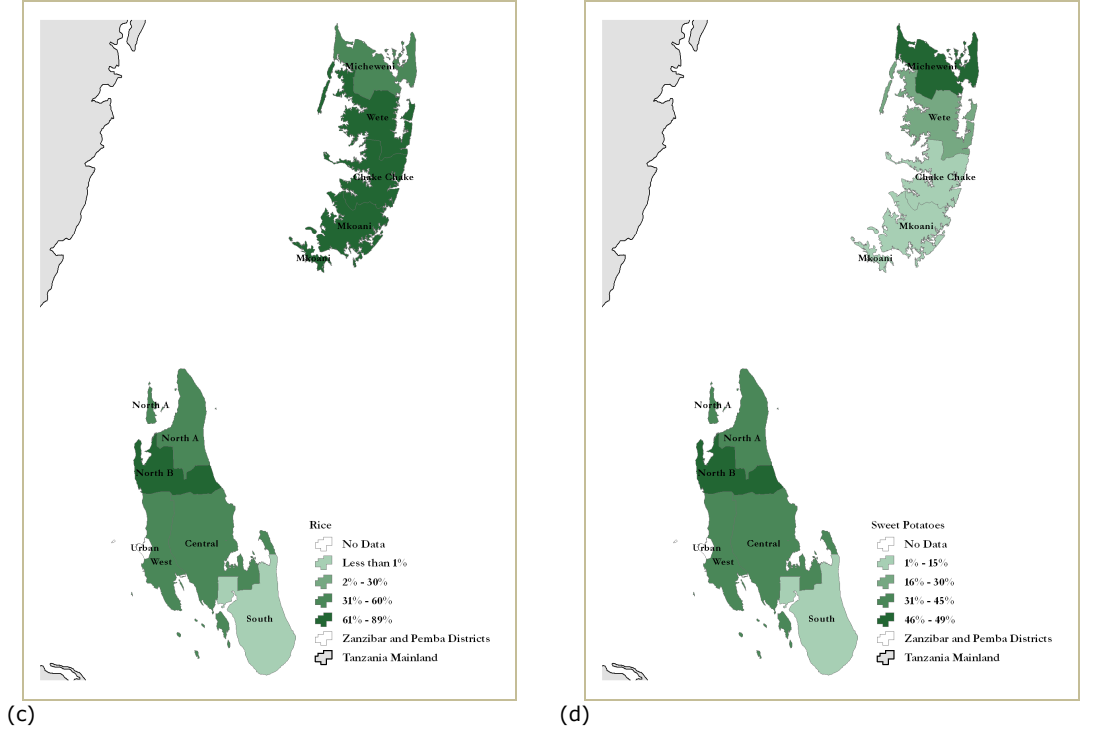 Micheweni
Wete
Chake Chake
Mkoani
Mkoani
North A
North A
North B
Urban
West
Central
South
Rice
No Data
Less than 1%
2% - 30%
31% - 60%
61% - 89%
Zanzibar and Pemba Districts
Tanzania Mainland
(c)
Micheweni
Wete
Chake Chake
Mkoani
Mkoani
North A
North A
North B
Urban
West
Central
South
Sweet Potatoes
No Data
1% - 15%
16% - 30%
31% - 45%
46% - 49%
Zanzibar and Pemba Districts
Tanzania Mainland
(d)